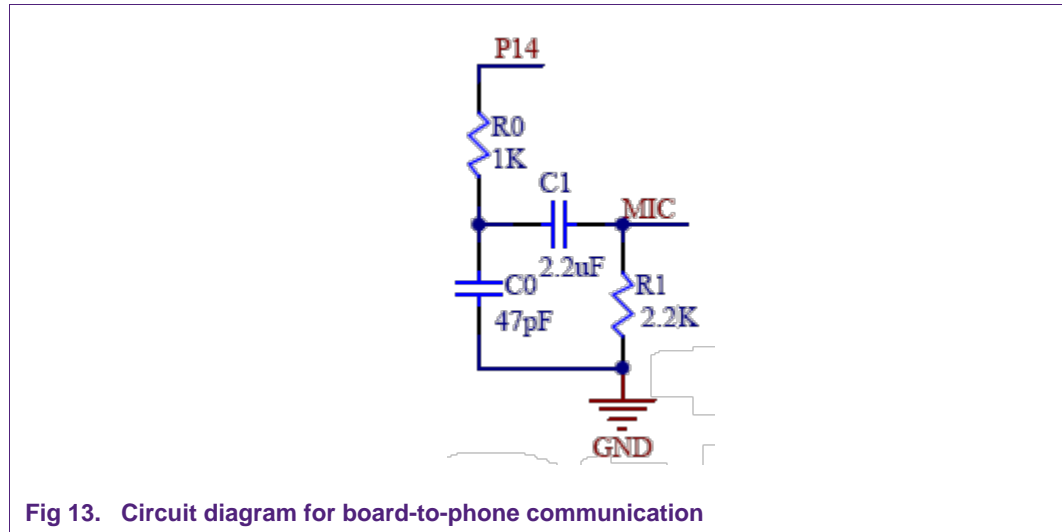 P14
R0
1K
C1
MIC
2.2uF
C0
R1
47pF
2.2K
GND
Fig 13. Circuit diagram for board-to-phone communication